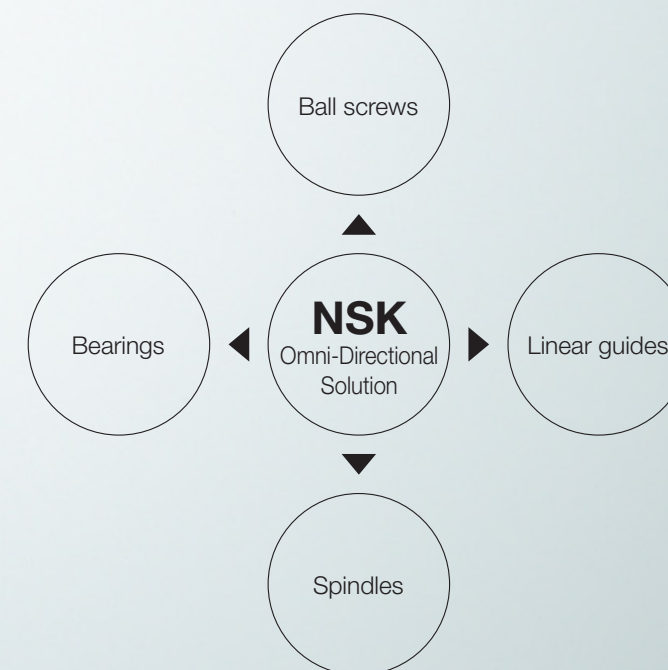 Ball screws
Bearings
NSK
Omni-Directional
Solution
Linear guides
Spindles